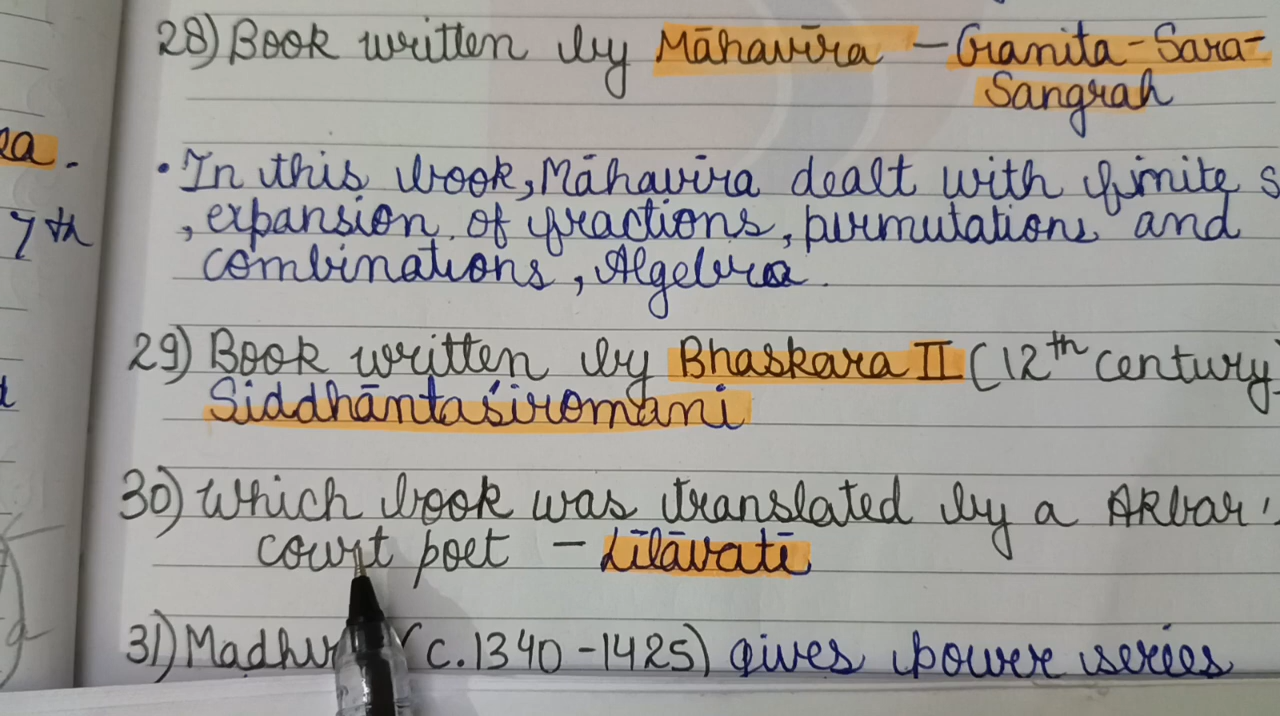 28) Book written by Māhavīra – Ganita-Sara-
Sangrah
ra.
• In this book, Māhavīra dealt with finite s
7th
, expansion of fractions, permutations and
combinations, Algebra.
29) Book written by Bhaskara II (12th century)
Siddhāntaśiromani
30) Which book was translated by a Akbar'
court poet – Līlāvatī
31) (c. 1340 - 1425) gives power series